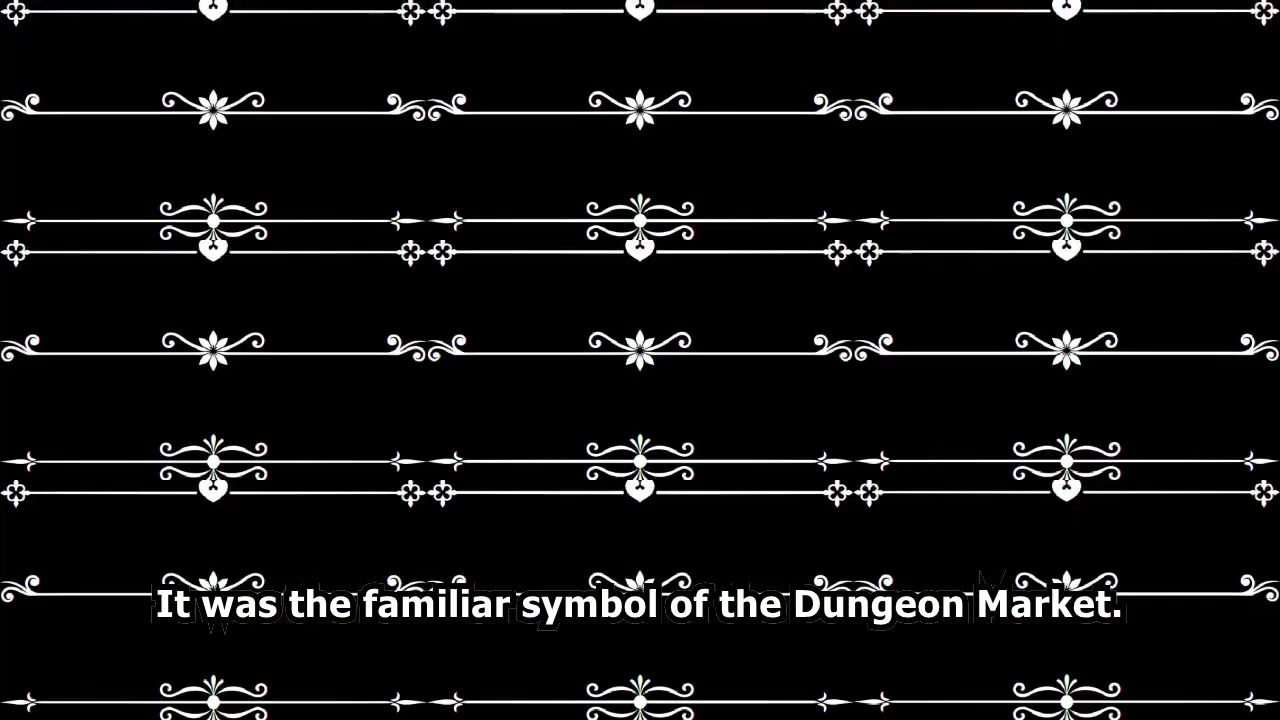 It was the familiar symbol of the Dungeon Market.